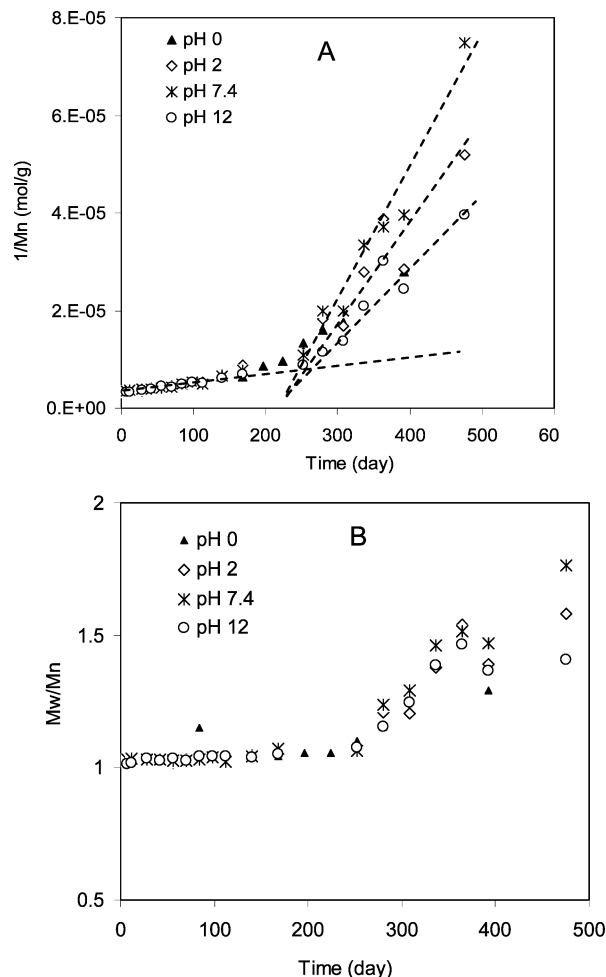 8.E-05
A
pH 0
pH 2
pH 7.4
pH 12
6.E-05
4.E-05
2.E-05
0.E+00
1/Mn (mol/g)
0 100 200 300 400 500 60
Time (day)
2
B
pH 0
pH 2
pH 7.4
pH 12
1.5
1
0.5
Mw/Mn
0 100 200 300 400 500
Time (day)